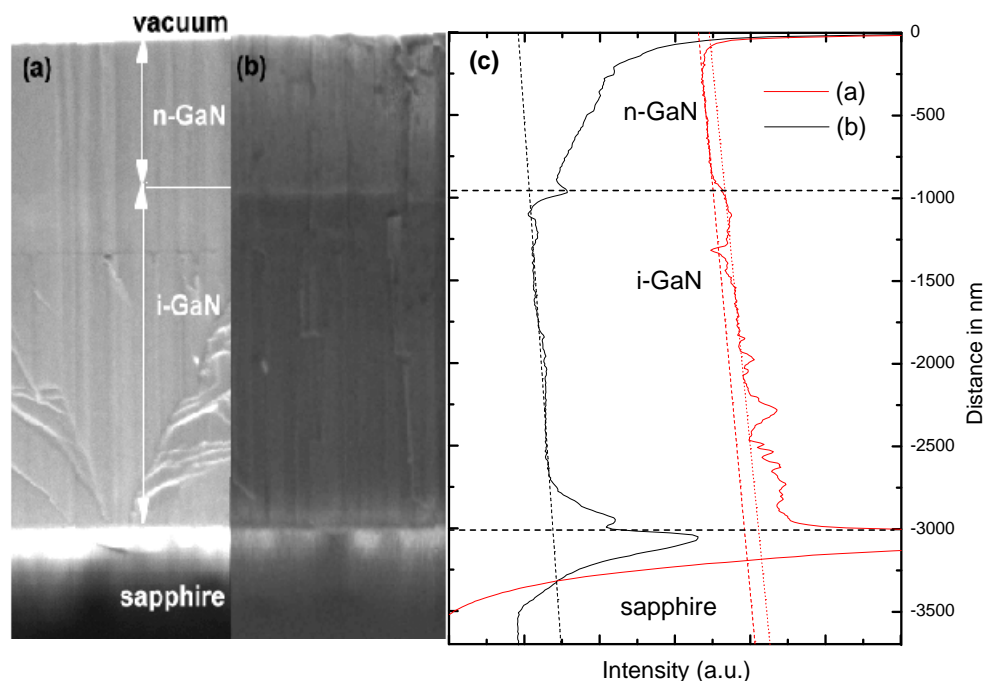 vacuum
(a)
n-GaN
i-GaN
sapphire
(b)
(c)
n-GaN
i-GaN
sapphire
(a)
(b)
0
-500
-1000
-1500
-2000
-2500
-3000
-3500
Distance in nm
Intensity (a.u.)